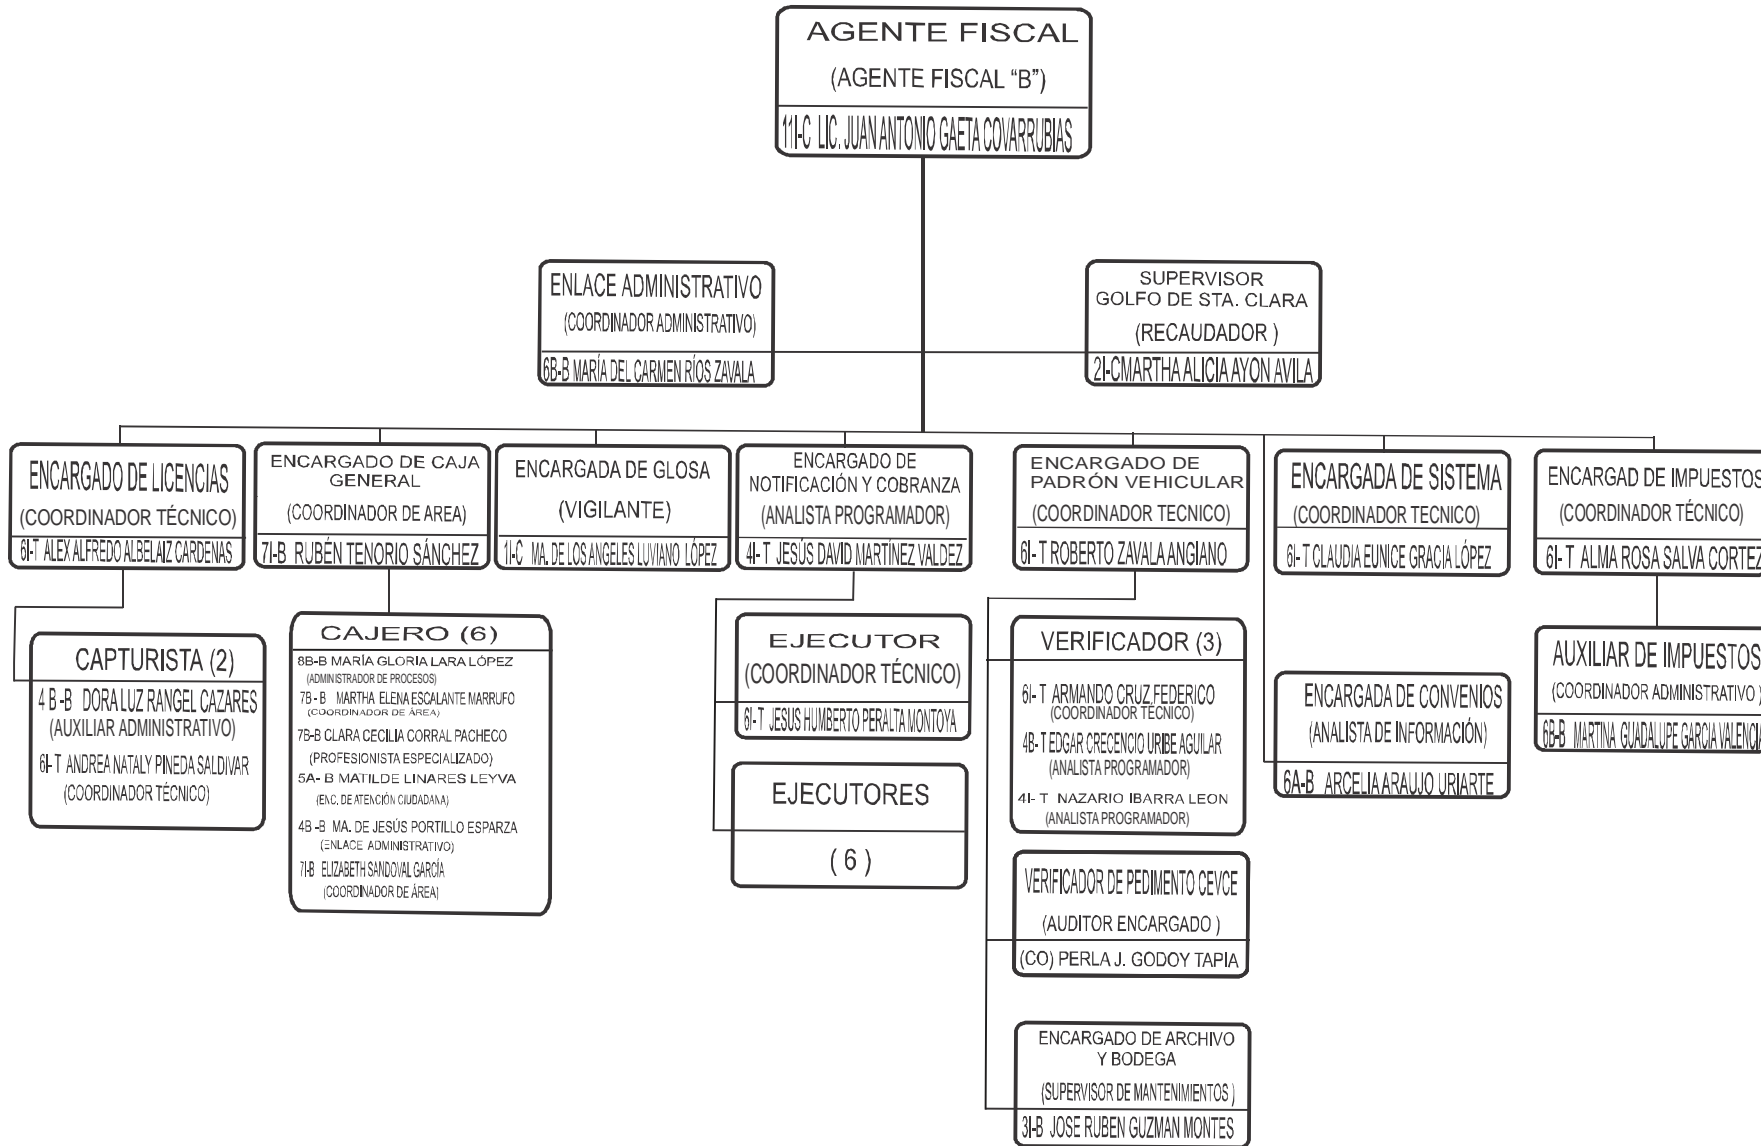 AGENTE FISCAL
(AGENTE FISCAL “B”)
11I-C LIC. JUAN ANTONIO GAETA COVARRUBIAS
ENLACE ADMINISTRATIVO
(COORDINADOR ADMINISTRATIVO)
6B-B MARÍA DEL CARMEN RÍOS ZAVALA
SUPERVISOR
GOLFO DE STA. CLARA
(RECAUDADOR )
2I-CMARTHA ALICIA AYON AVILA
ENCARGADO DE LICENCIAS
(COORDINADOR TÉCNICO)
6I-T ALEX ALFREDO ALBELAIZ CARDENAS
ENCARGADO DE CAJA
GENERAL
(COORDINADOR DE AREA)
7I-B RUBÉN TENORIO SÁNCHEZ
ENCARGADA DE GLOSA
(VIGILANTE)
1I-C MA. DE LOS ANGELES LUVIANO LÓPEZ
ENCARGADO DE
NOTIFICACIÓN Y COBRANZA
(ANALISTA PROGRAMADOR)
4I- T JESÚS DAVID MARTÍNEZ VALDEZ
ENCARGADO DE
PADRÓN VEHICULAR
(COORDINADOR TECNICO)
6I- T ROBERTO ZAVALA ANGIANO
ENCARGADA DE SISTEMA
(COORDINADOR TECNICO)
6I- T CLAUDIA EUNICE GRACIA LÓPEZ
ENCARGAD DE IMPUESTOS
(COORDINADOR TÉCNICO)
6I- T ALMA ROSA SALVA CORTEZ
CAPTURISTA (2)
4 B -B DORA LUZ RANGEL CAZARES
(AUXILIAR ADMINISTRATIVO)
6I- T ANDREA NATALY PINEDA SALDIVAR
(COORDINADOR TÉCNICO)
CAJERO (6)
8B-B MARÍA GLORIA LARA LÓPEZ
(ADMINISTRADOR DE PROCESOS)
7B - B MARTHA ELENA ESCALANTE MARRUFO
(COORDINADOR DE ÁREA)
7B-B CLARA CECILIA CORRAL PACHECO
(PROFESIONISTA ESPECIALIZADO)
5A- B MATILDE LINARES LEYVA
(ENC. DE ATENCIÓN CIUDADANA)
4B -B MA. DE JESÚS PORTILLO ESPARZA
(ENLACE ADMINISTRATIVO)
7I-B ELIZABETH SANDOVAL GARCÍA
(COORDINADOR DE ÁREA)
EJECUTOR
(COORDINADOR TÉCNICO)
6I-T JESUS HUMBERTO PERALTA MONTOYA
EJECUTORES
( 6 )
VERIFICADOR (3)
6I- T ARMANDO CRUZ FEDERICO
(COORDINADOR TÉCNICO)
4B- T EDGAR CRECENCIO URIBE AGUILAR
(ANALISTA PROGRAMADOR)
4I- T NAZARIO IBARRA LEON
(ANALISTA PROGRAMADOR)
VERIFICADOR DE PEDIMENTO CEVCE
(AUDITOR ENCARGADO )
(CO) PERLA J. GODOY TAPIA
ENCARGADO DE ARCHIVO
Y BODEGA
(SUPERVISOR DE MANTENIMIENTOS )
3I-B JOSE RUBEN GUZMAN MONTES
ENCARGADA DE CONVENIOS
(ANALISTA DE INFORMACIÓN)
6A-B ARCELIA ARAUJO URIARTE
AUXILIAR DE IMPUESTOS
(COORDINADOR ADMINISTRATIVO )
6B-B MARTINA GUADALUPE GARCIA VALENCIA